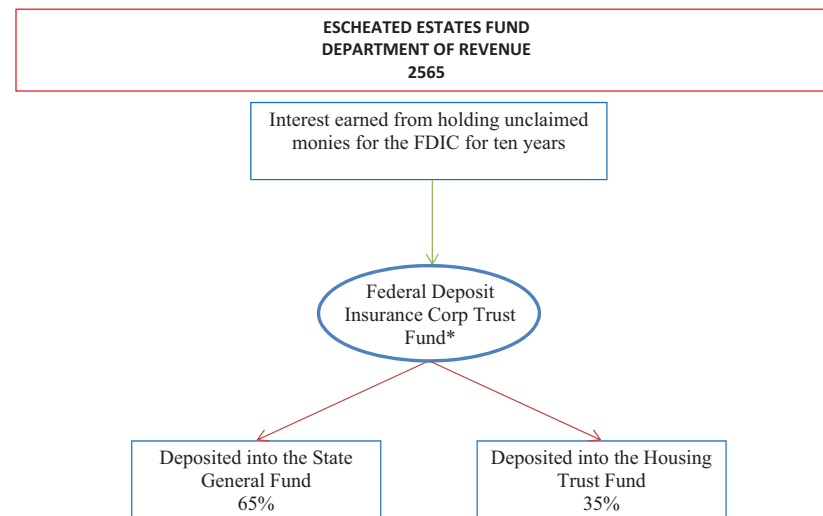 ESCHEATED ESTATES FUND
DEPARTMENT OF REVENUE
2565
Interest earned from holding unclaimed
monies for the FDIC for ten years
Federal Deposit
Insurance Corp Trust
Fund*
Deposited into the State
General Fund
65%
Deposited into the Housing
Trust Fund
35%